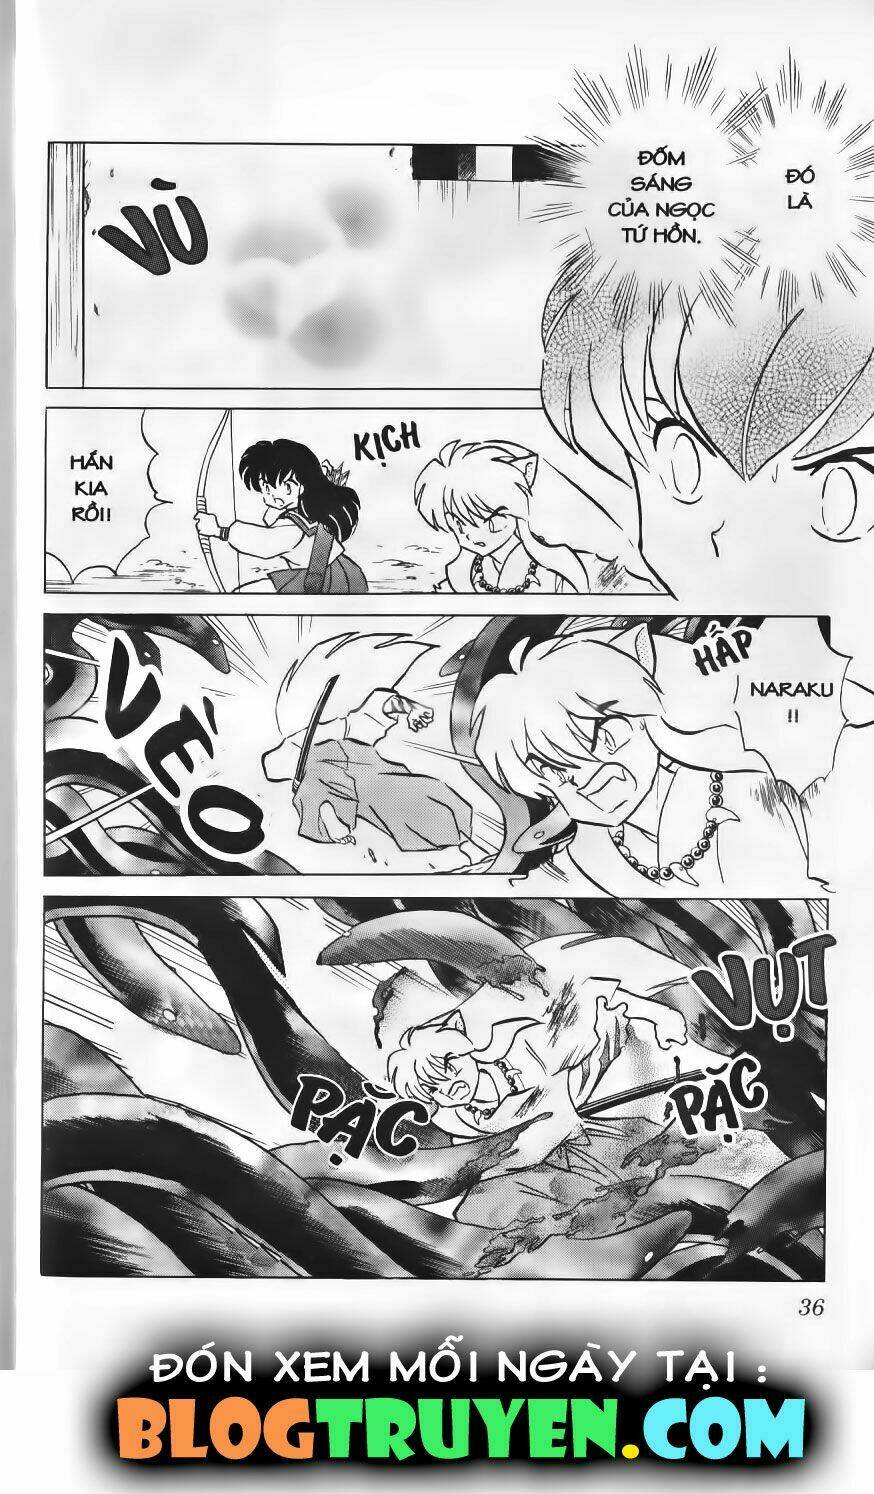 ĐÓ
LÀ
ĐỐM
SÁNG
CỦA NGỌC
TỨ HỒN.
VÙ
KỊCH
HẮN
KIA
RỒI!
HẤP
NARAKU
!!
VÉO
VỤT
PẶC
PẶC
36
ĐÓN XEM MỖI NGÀY TẠI :
BLOGTRUYEN.COM